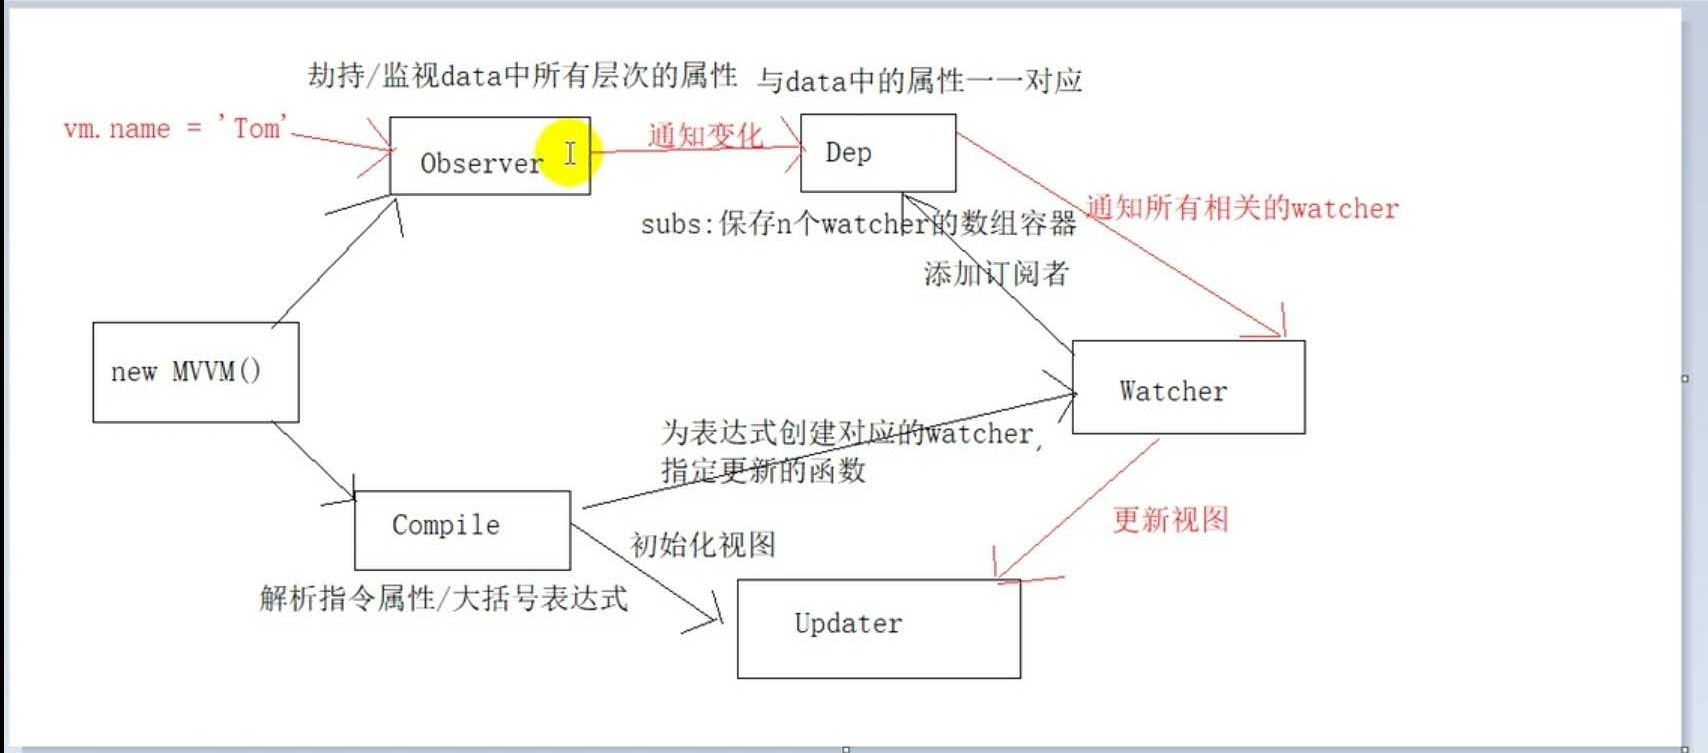 劫持/监视data中所有层次的属性
与data中的属性一一对应
vm.name = 'Tom'
Observer
通知变化
Dep
subs:保存n个watcher的数组容器
通知所有相关的watcher
添加订阅者
new MVVM()
Watcher
为表达式创建对应的watcher,
指定更新的函数
Compile
初始化视图
更新视图
解析指令属性/大括号表达式
Updater